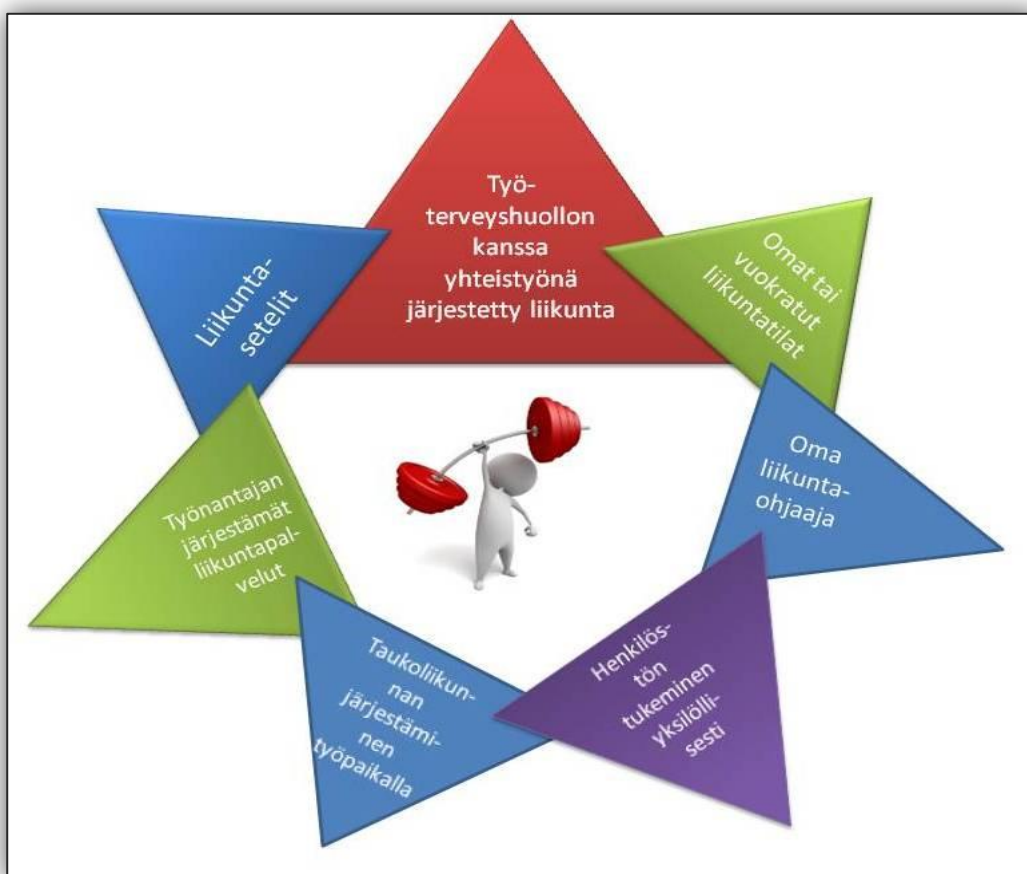 Työ-
terveyshuollon
kanssa
yhteistyönä
järjestetty liikunta
Omat tai
vuokratut
liikuntatilat
Oma
liikunta-
ohjaaja
Henkilös-
tön
tukeminen
yksilölli-
sesti
Taukoliikun-
nan
järjestämi-
nen
työpaikalla
Työnantajan
järjestämät
liikuntapal-
velut
Liikunta-
setelit